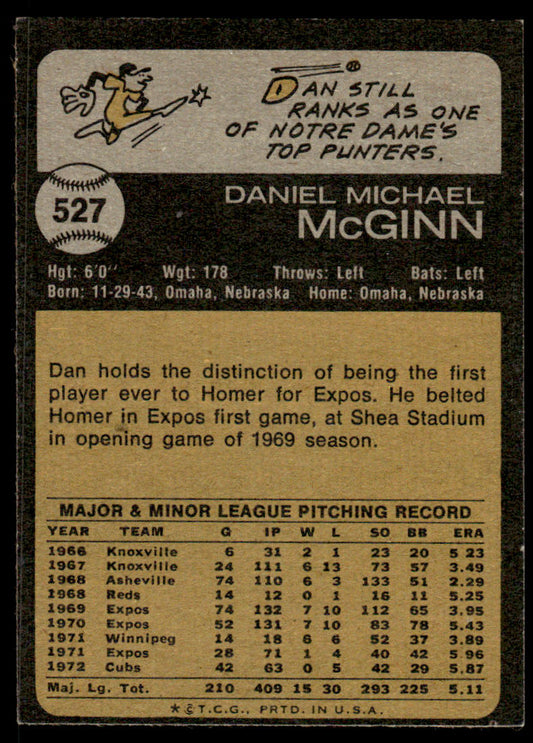 DAN STILL
RANKS AS ONE
OF NOTRE DAME'S
TOP PUNTERS.
527
DANIEL MICHAEL
McGINN
Hgt: 6'0" Wgt: 178 Throws: Left Bats: Left
Born: 11-29-43, Omaha, Nebraska Home: Omaha, Nebraska
Dan holds the distinction of being the first
player ever to Homer for Expos. He belted
Homer in Expos first game, at Shea Stadium
in opening game of 1969 season.
MAJOR & MINOR LEAGUE PITCHING RECORD
YEAR TEAM G IP W L SO BB ERA
1966 Knoxville 6 31 2 1 23 20 5 23
1967 Knoxville 24 111 6 13 73 57 3.49
1968 Asheville 74 110 6 3 133 51 2.29
1968 Reds 14 12 0 1 16 11 5.25
1969 Expos 74 132 7 10 112 65 3.95
1970 Expos 52 131 7 10 83 78 5.43
1971 Winnipeg 14 18 6 6 52 37 3.89
1971 Expos 28 71 1 4 40 42 5 96
1972 Cubs 42 63 0 5 42 29 5.87
Maj. Lg. Tot. 210 409 15 30 293 225 5.11
* © T.C.G., PRTD. IN U.S.A.